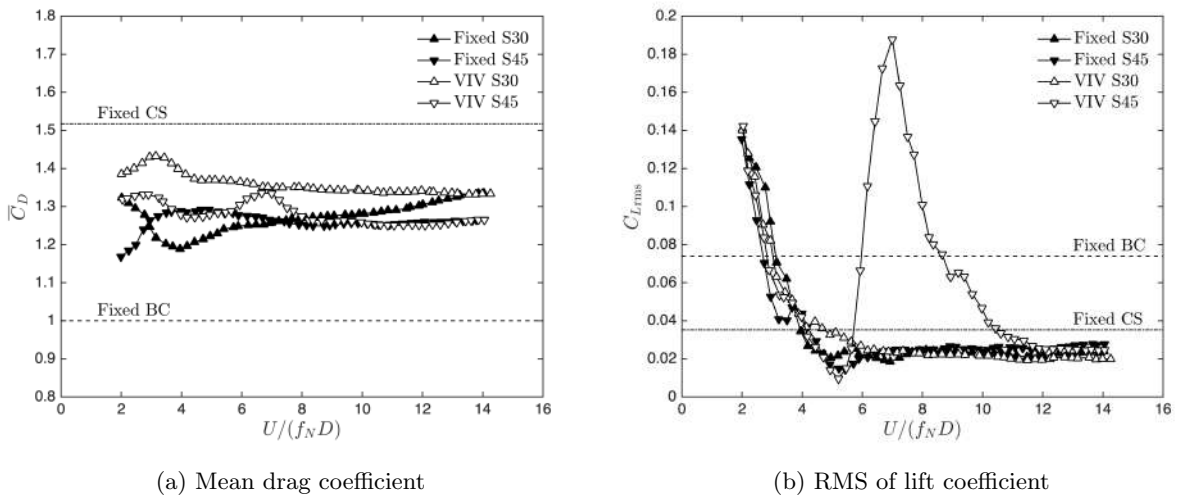 1.8
1.7
1.6
1.5
1.4
1.3
1.2
1.1
1
0.9
0.8
0 2 4 6 8 10 12 14 16
C̅_D
U/(f_N D)
Fixed S30
Fixed S45
VIV S30
VIV S45
Fixed CS
Fixed BC
(a) Mean drag coefficient
0.2
0.18
0.16
0.14
0.12
0.1
0.08
0.06
0.04
0.02
0
0 2 4 6 8 10 12 14 16
C_Lrms
U/(f_N D)
Fixed S30
Fixed S45
VIV S30
VIV S45
Fixed BC
Fixed CS
(b) RMS of lift coefficient